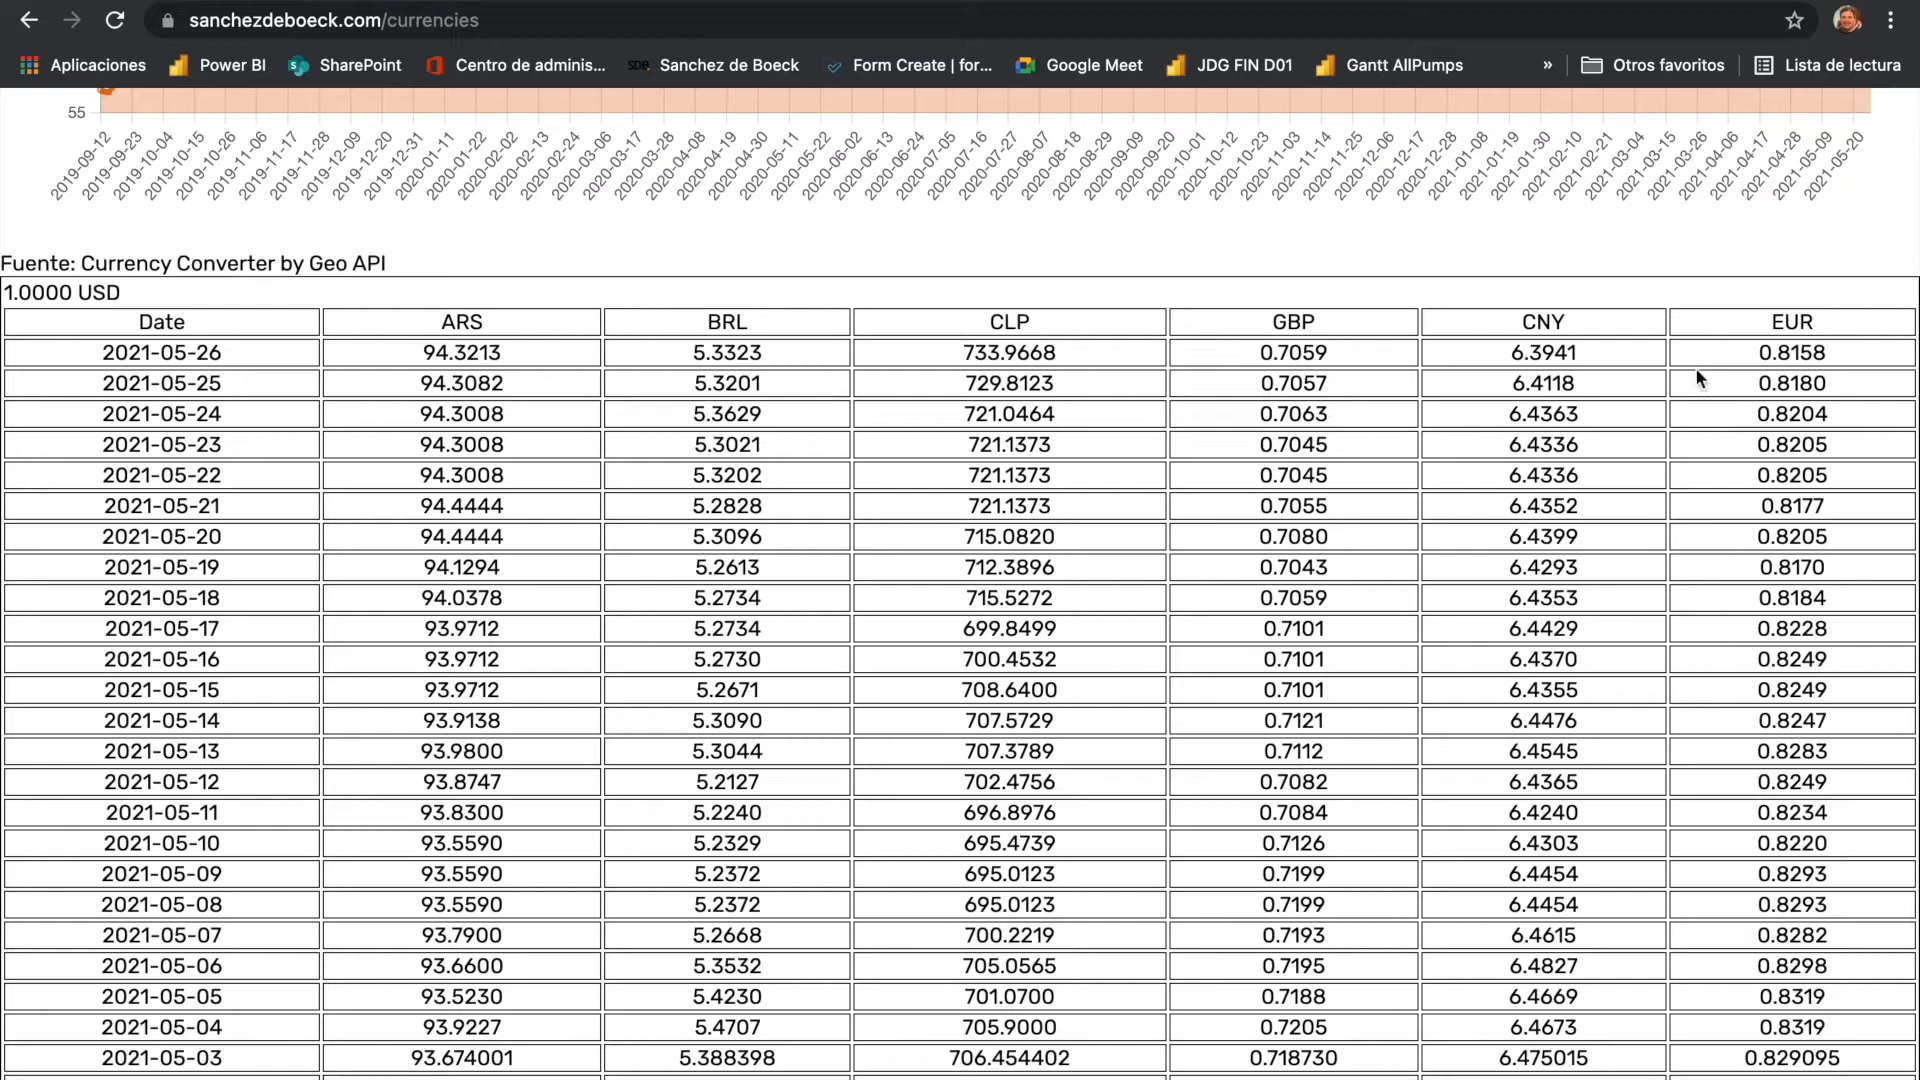 sanchezdeboeck.com/currencies
Aplicaciones Power BI SharePoint Centro de adminis... SDB Sanchez de Boeck Form Create | for... Google Meet JDG FIN D01 Gantt AllPumps » Otros favoritos Lista de lectura
55
2019-09-12 2019-09-23 2019-10-04 2019-10-15 2019-10-26 2019-11-06 2019-11-17 2019-11-28 2019-12-09 2019-12-20 2019-12-31 2020-01-11 2020-01-22 2020-02-02 2020-02-13 2020-02-24 2020-03-06 2020-03-17 2020-03-28 2020-04-08 2020-04-19 2020-04-30 2020-05-11 2020-05-22 2020-06-02 2020-06-13 2020-06-24 2020-07-05 2020-07-16 2020-07-27 2020-08-07 2020-08-18 2020-08-29 2020-09-09 2020-09-20 2020-10-01 2020-10-12 2020-10-23 2020-11-03 2020-11-14 2020-11-25 2020-12-06 2020-12-17 2020-12-28 2021-01-08 2021-01-19 2021-01-30 2021-02-10 2021-02-21 2021-03-04 2021-03-15 2021-03-26 2021-04-06 2021-04-17 2021-04-28 2021-05-09 2021-05-20
Fuente: Currency Converter by Geo API
1.0000 USD
Date ARS BRL CLP GBP CNY EUR
2021-05-26 94.3213 5.3323 733.9668 0.7059 6.3941 0.8158
2021-05-25 94.3082 5.3201 729.8123 0.7057 6.4118 0.8180
2021-05-24 94.3008 5.3629 721.0464 0.7063 6.4363 0.8204
2021-05-23 94.3008 5.3021 721.1373 0.7045 6.4336 0.8205
2021-05-22 94.3008 5.3202 721.1373 0.7045 6.4336 0.8205
2021-05-21 94.4444 5.2828 721.1373 0.7055 6.4352 0.8177
2021-05-20 94.4444 5.3096 715.0820 0.7080 6.4399 0.8205
2021-05-19 94.1294 5.2613 712.3896 0.7043 6.4293 0.8170
2021-05-18 94.0378 5.2734 715.5272 0.7059 6.4353 0.8184
2021-05-17 93.9712 5.2734 699.8499 0.7101 6.4429 0.8228
2021-05-16 93.9712 5.2730 700.4532 0.7101 6.4370 0.8249
2021-05-15 93.9712 5.2671 708.6400 0.7101 6.4355 0.8249
2021-05-14 93.9138 5.3090 707.5729 0.7121 6.4476 0.8247
2021-05-13 93.9800 5.3044 707.3789 0.7112 6.4545 0.8283
2021-05-12 93.8747 5.2127 702.4756 0.7082 6.4365 0.8249
2021-05-11 93.8300 5.2240 696.8976 0.7084 6.4240 0.8234
2021-05-10 93.5590 5.2329 695.4739 0.7126 6.4303 0.8220
2021-05-09 93.5590 5.2372 695.0123 0.7199 6.4454 0.8293
2021-05-08 93.5590 5.2372 695.0123 0.7199 6.4454 0.8293
2021-05-07 93.7900 5.2668 700.2219 0.7193 6.4615 0.8282
2021-05-06 93.6600 5.3532 705.0565 0.7195 6.4827 0.8298
2021-05-05 93.5230 5.4230 701.0700 0.7188 6.4669 0.8319
2021-05-04 93.9227 5.4707 705.9000 0.7205 6.4673 0.8319
2021-05-03 93.674001 5.388398 706.454402 0.718730 6.475015 0.829095